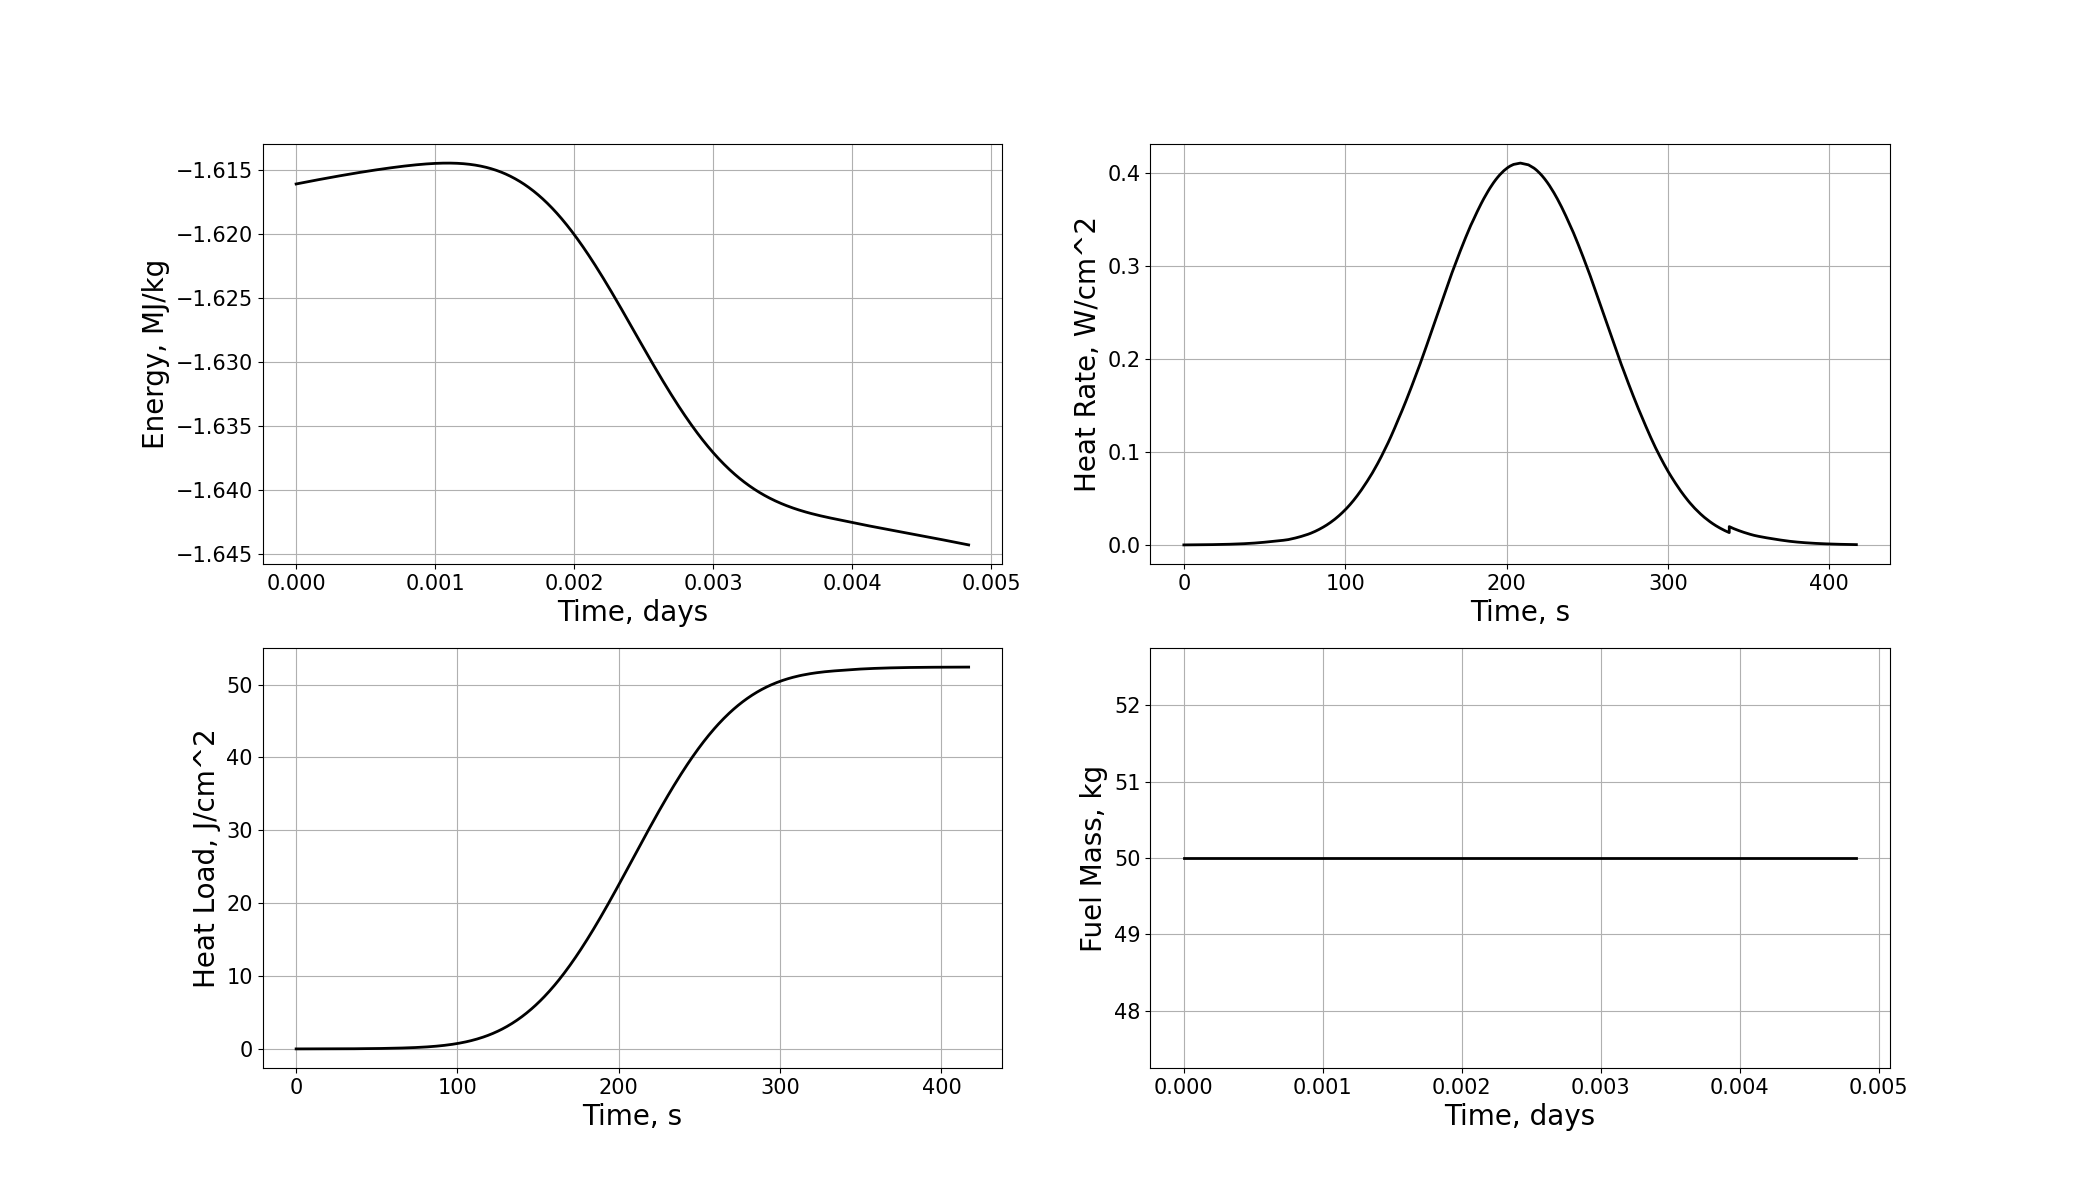 Energy, MJ/kg
−1.615
−1.620
−1.625
−1.630
−1.635
−1.640
−1.645
0.000 0.001 0.002 0.003 0.004 0.005
Time, days
Heat Rate, W/cm^2
0.4
0.3
0.2
0.1
0.0
0 100 200 300 400
Time, s
Heat Load, J/cm^2
50
40
30
20
10
0
0 100 200 300 400
Time, s
Fuel Mass, kg
52
51
50
49
48
0.000 0.001 0.002 0.003 0.004 0.005
Time, days